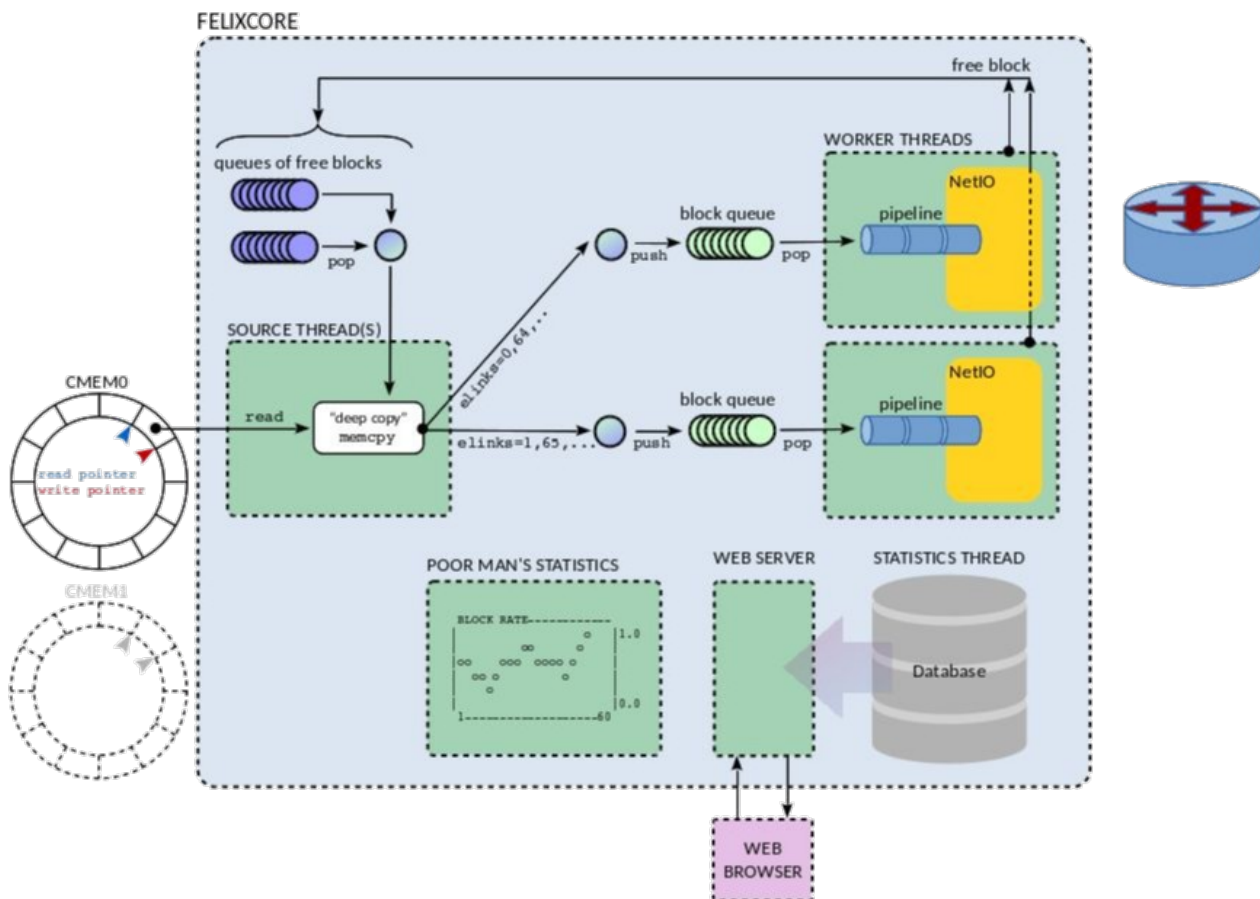 FELIXCORE
free block
queues of free blocks
pop
WORKER THREADS
NetIO
pipeline
block queue
push
pop
SOURCE THREAD(S)
elinks=0,64,..
CMEM0
read
"deep copy"
memcpy
elinks=1,65,...
NetIO
pipeline
block queue
push
pop
read pointer
write pointer
CMEM1
POOR MAN'S STATISTICS
BLOCK RATE
1.0
0.0
1
60
WEB SERVER
STATISTICS THREAD
Database
WEB
BROWSER